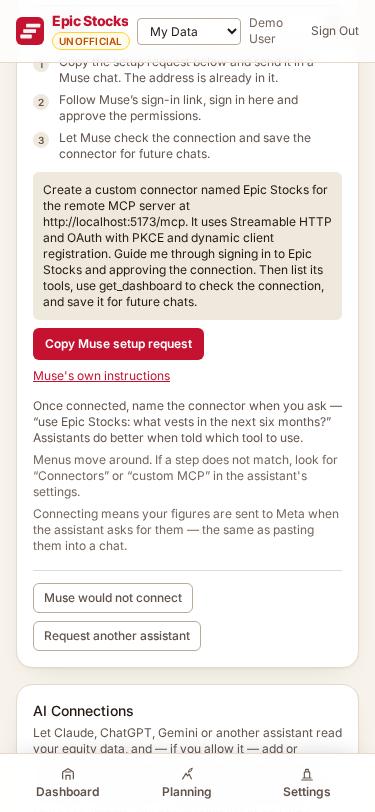 Epic Stocks
UNOFFICIAL
My Data
Demo User
Sign Out
1 Copy the setup request below and send it in a
Muse chat. The address is already in it.
2 Follow Muse's sign-in link, sign in here and
approve the permissions.
3 Let Muse check the connection and save the
connector for future chats.
Create a custom connector named Epic Stocks for
the remote MCP server at
http://localhost:5173/mcp. It uses Streamable HTTP
and OAuth with PKCE and dynamic client
registration. Guide me through signing in to Epic
Stocks and approving the connection. Then list its
tools, use get_dashboard to check the connection,
and save it for future chats.
Copy Muse setup request
Muse's own instructions
Once connected, name the connector when you ask —
“use Epic Stocks: what vests in the next six months?”
Assistants do better when told which tool to use.
Menus move around. If a step does not match, look for
“Connectors” or “custom MCP” in the assistant's
settings.
Connecting means your figures are sent to Meta when
the assistant asks for them — the same as pasting
them into a chat.
Muse would not connect
Request another assistant
AI Connections
Let Claude, ChatGPT, Gemini or another assistant read
your equity data, and — if you allow it — add or
Dashboard
Planning
Settings